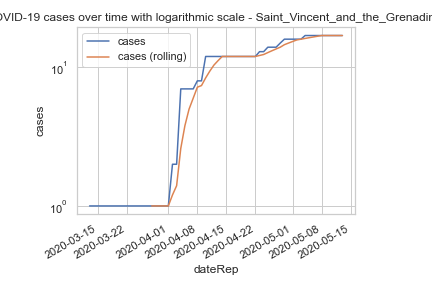 OVID-19 cases over time with logarithmic scale - Saint_Vincent_and_the_Grenadin
cases
cases (rolling)
10¹
10⁰
cases
2020-03-15
2020-03-22
2020-04-01
2020-04-08
2020-04-15
2020-04-22
2020-05-01
2020-05-08
2020-05-15
dateRep